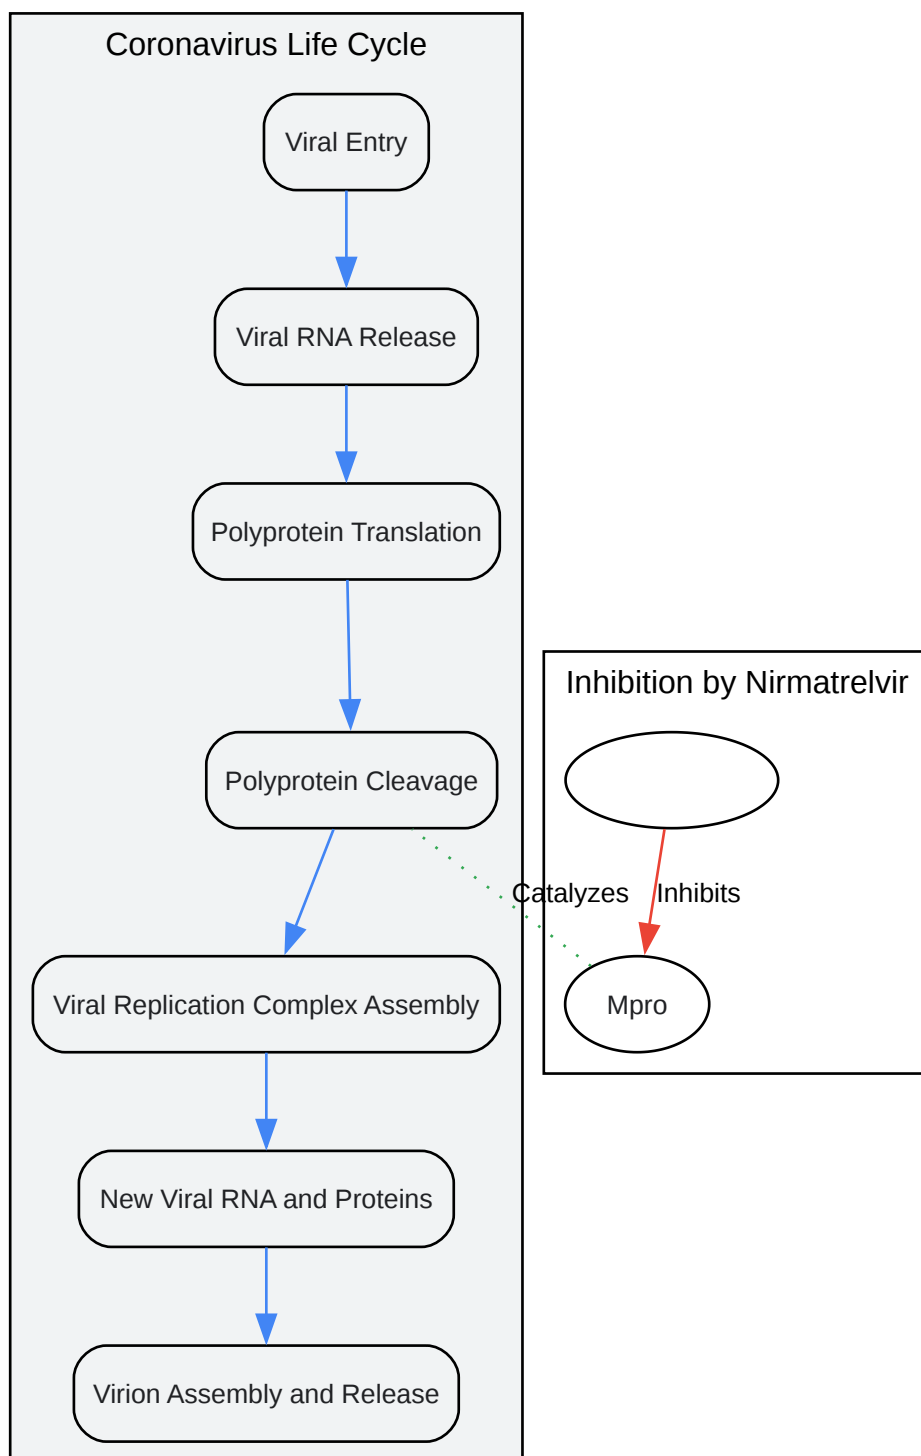 Coronavirus Life Cycle
Viral Entry
Viral RNA Release
Polyprotein Translation
Inhibition by Nirmatrelvir
Polyprotein Cleavage
Catalyzes
Inhibits
Viral Replication Complex Assembly
Mpro
New Viral RNA and Proteins
Virion Assembly and Release